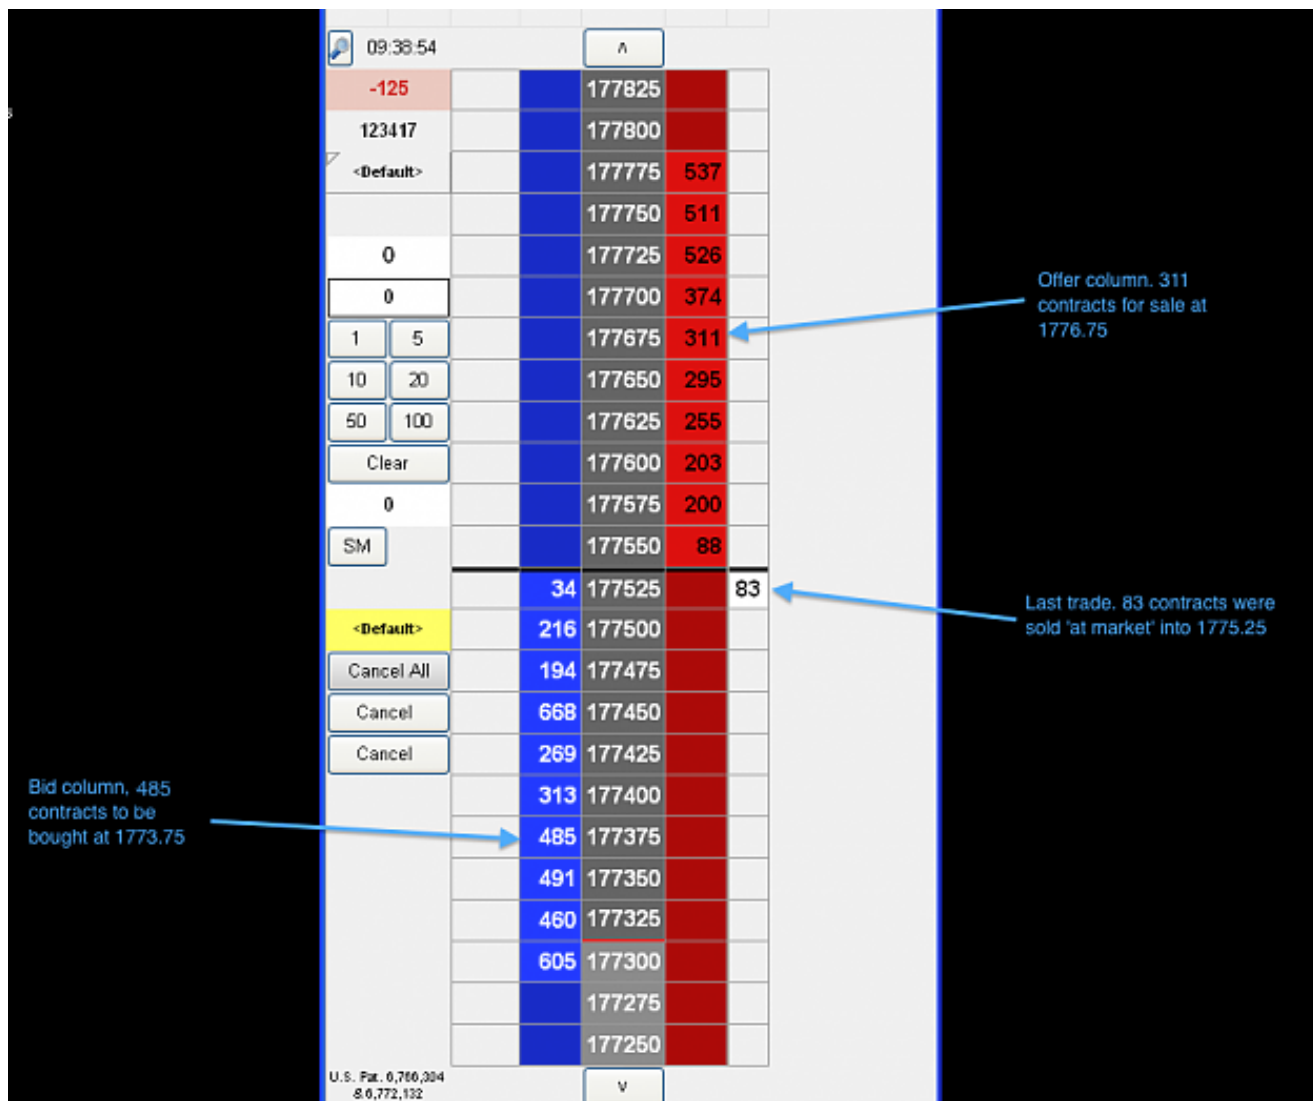 09:38:54 ʌ
-125 177825
123417 177800
<Default> 177775 537
177750 511
0 177725 526
0 177700 374
1 5 177675 311
10 20 177650 295
50 100 177625 255
Clear 177600 203
0 177575 200
SM 177550 88
34 177525 83
<Default> 216 177500
Cancel All 194 177475
Cancel 668 177450
Cancel 269 177425
313 177400
485 177375
491 177350
460 177325
605 177300
177275
177250
U.S. Pat. 6,766,304
& 6,772,132 v
Offer column. 311
contracts for sale at
1776.75
Last trade. 83 contracts were
sold 'at market' into 1775.25
Bid column, 485
contracts to be
bought at 1773.75